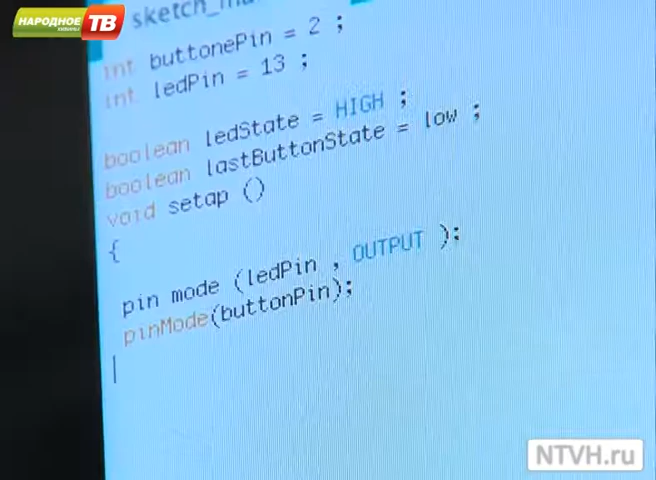 НАРОДНОЕ ТВ
int buttonePin = 2 ;
int ledPin = 13 ;
boolean ledState = HIGH ;
boolean lastButtonState = low ;
void setap ()
{
pin mode (ledPin , OUTPUT );
pinMode(buttonPin);
NTVH.ru